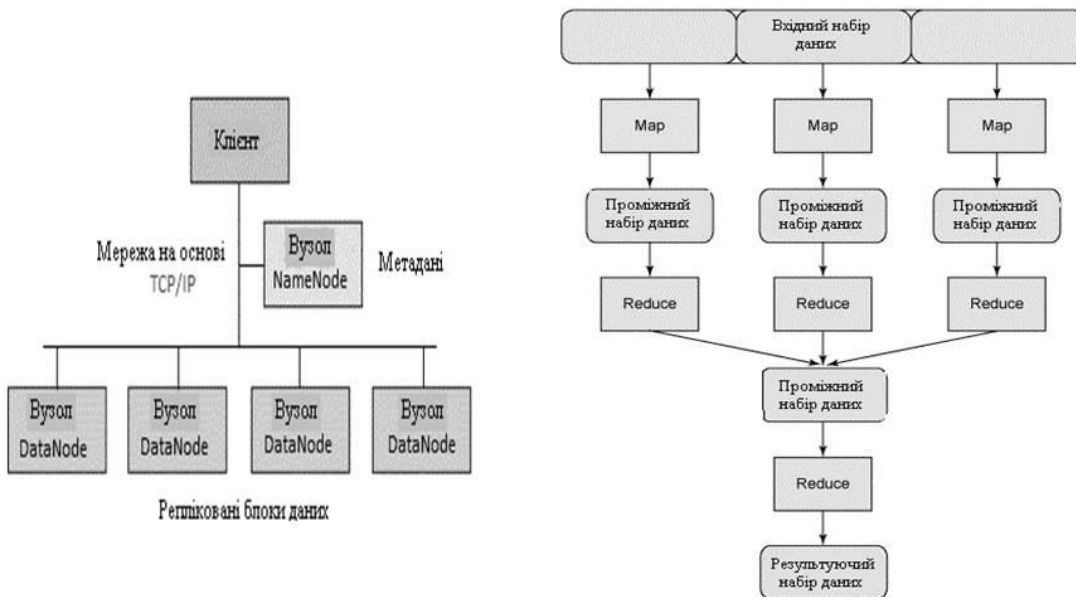 Клієнт
Мережа на основі
TCP/IP
Вузол
NameNode
Метадані
Вузол
DataNode
Вузол
DataNode
Вузол
DataNode
Вузол
DataNode
Репліковані блоки даних
Вхідний набір
даних
Map
Map
Map
Проміжний
набір даних
Проміжний
набір даних
Проміжний
набір даних
Reduce
Reduce
Reduce
Проміжний
набір даних
Reduce
Результуючий
набір даних